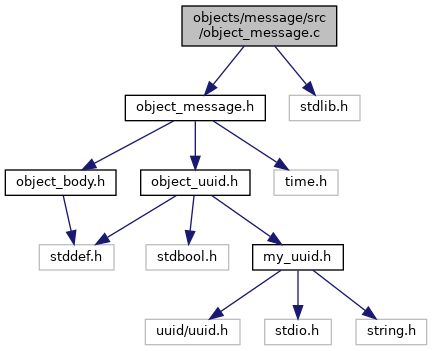 objects/message/src
/object_message.c
object_message.h
stdlib.h
object_body.h
object_uuid.h
time.h
stddef.h
stdbool.h
my_uuid.h
uuid/uuid.h
stdio.h
string.h